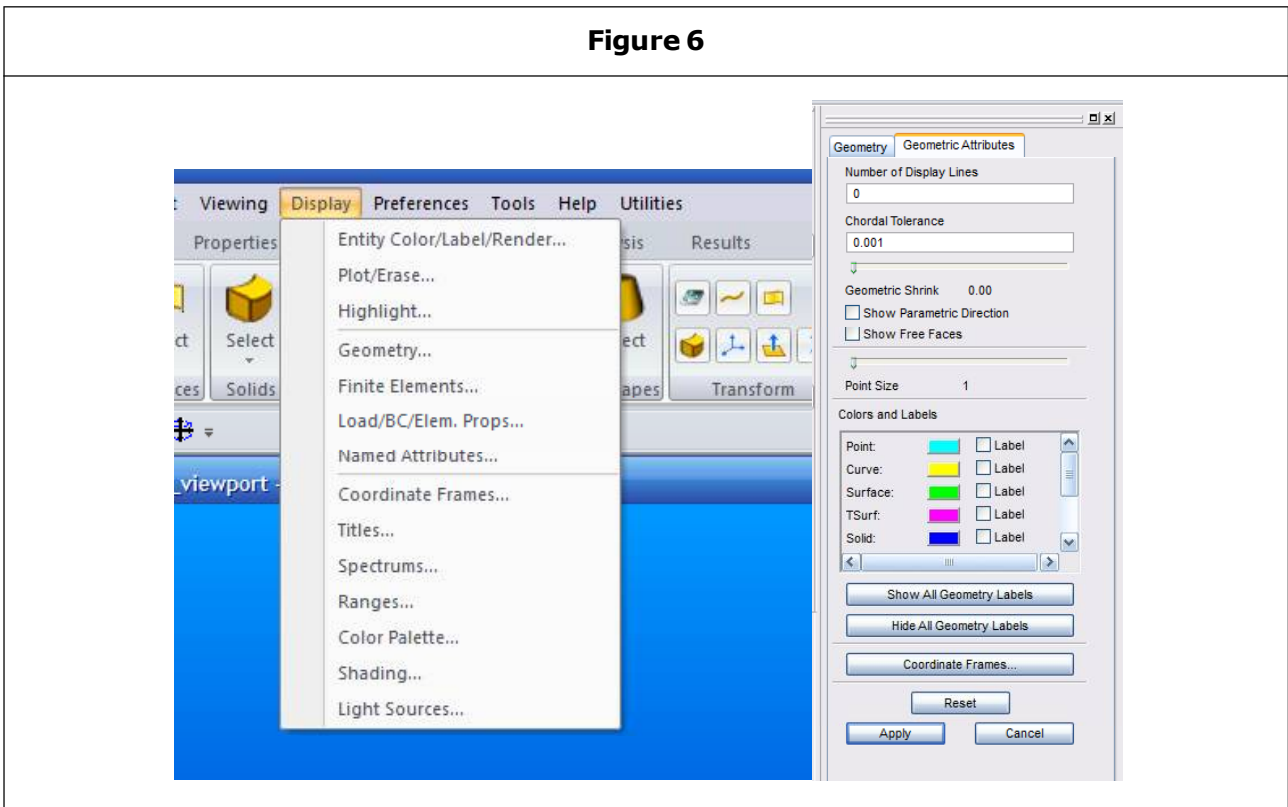 Figure 6
Viewing Display Preferences Tools Help Utilities
Properties
Results
Entity Color/Label/Render...
Plot/Erase...
Highlight...
Geometry...
Finite Elements...
Load/BC/Elem. Props...
Named Attributes...
Coordinate Frames...
Titles...
Spectrums...
Ranges...
Color Palette...
Shading...
Light Sources...
ct
Select
ces
Solids
_viewport -
sis
ect
apes
Transform
Geometry
Geometric Attributes
Number of Display Lines
0
Chordal Tolerance
0.001
Geometric Shrink 0.00
Show Parametric Direction
Show Free Faces
Point Size 1
Colors and Labels
Point: Label
Curve: Label
Surface: Label
TSurf: Label
Solid: Label
Show All Geometry Labels
Hide All Geometry Labels
Coordinate Frames...
Reset
Apply Cancel